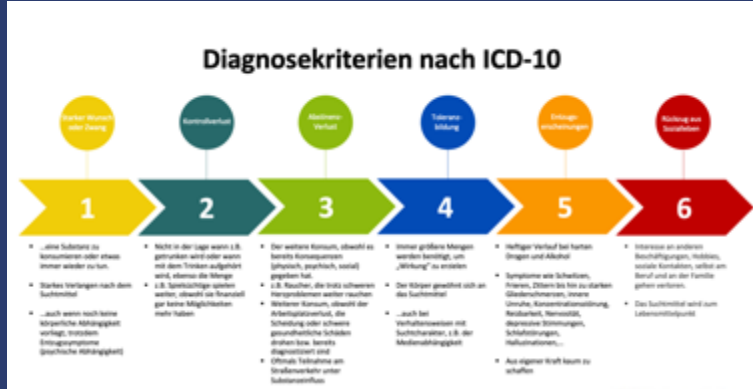 Diagnosekriterien nach ICD-10
Starker Wunsch
oder Zwang
Kontrollverlust
Abstinenz-
Verlust
Toleranz-
bildung
Entzugs-
erscheinungen
Rückzug aus
Sozialleben
1
2
3
4
5
6
...eine Substanz zu
konsumieren oder etwas
immer wieder zu tun.
Starkes Verlangen nach dem
Suchtmittel
...auch wenn noch keine
körperliche Abhängigkeit
vorliegt, trotzdem
Entzugssymptome
(psychische Abhängigkeit)
Nicht in der Lage wann z.B.
getrunken wird oder wann
mit dem Trinken aufgehört
wird, ebenso die Menge
z.B. Spielsüchtige spielen
weiter, obwohl sie finanziell
gar keine Möglichkeiten
mehr haben
Der weitere Konsum, obwohl es
bereits Konsequenzen
(physisch, psychisch, sozial)
gegeben hat.
z.B. Raucher, die trotz schweren
Herzproblemen weiter rauchen
Weiterer Konsum, obwohl der
Arbeitsplatzverlust, die
Scheidung oder schwere
gesundheitliche Schäden
drohen bzw. bereits
diagnostiziert sind
Oftmals Teilnahme am
Straßenverkehr unter
Substanzeinfluss
Immer größere Mengen
werden benötigt, um
„Wirkung" zu erzielen
Der Körper gewöhnt sich an
das Suchtmittel
...auch bei
Verhaltensweisen mit
Suchtcharakter, z.B. der
Medienabhängigkeit
Heftiger Verlauf bei harten
Drogen und Alkohol
Symptome wie Schwitzen,
Frieren, Zittern bis hin zu starken
Gliederschmerzen, innere
Unruhe, Konzentrationsstörung,
Reizbarkeit, Nervosität,
depressive Stimmungen,
Schlafstörungen,
Halluzinationen,...
Aus eigener Kraft kaum zu
schaffen
Interesse an anderen
Beschäftigungen, Hobbies,
soziale Kontakten, selbst am
Beruf und an der Familie
gehen verloren.
Das Suchtmittel wird zum
Lebensmittelpunkt